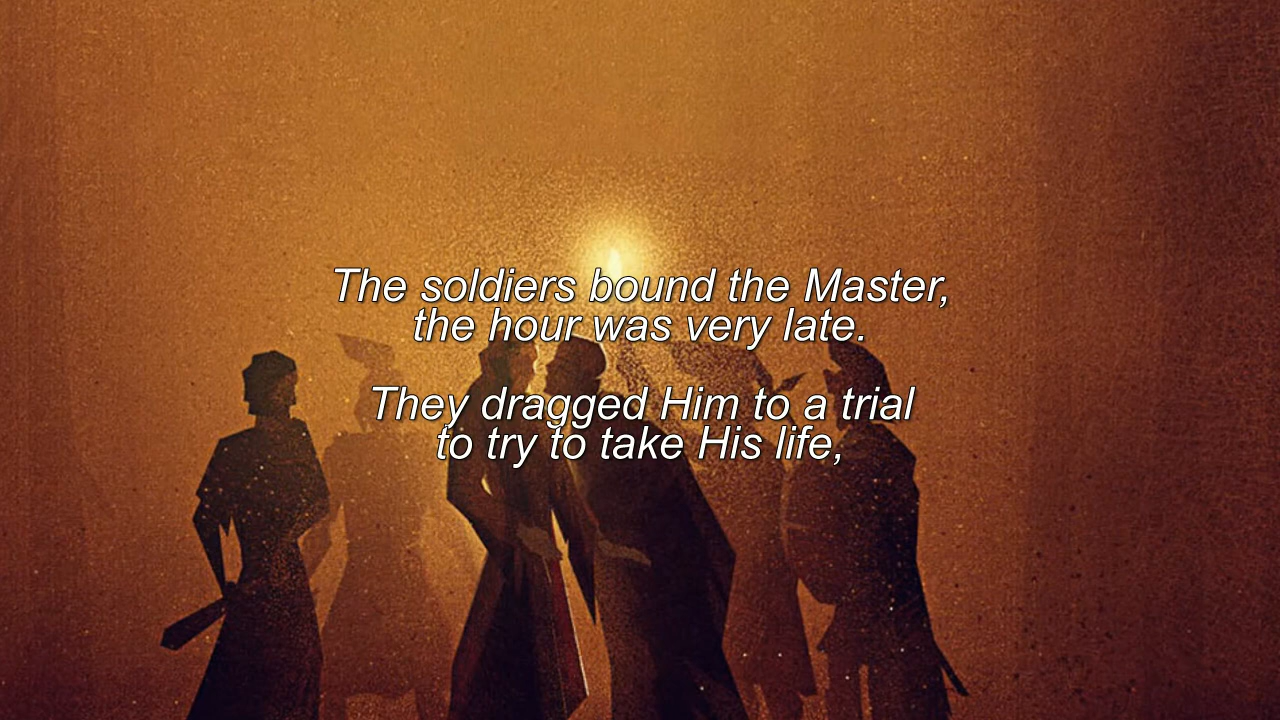 The soldiers bound the Master,
the hour was very late.
They dragged Him to a trial
to try to take His life,